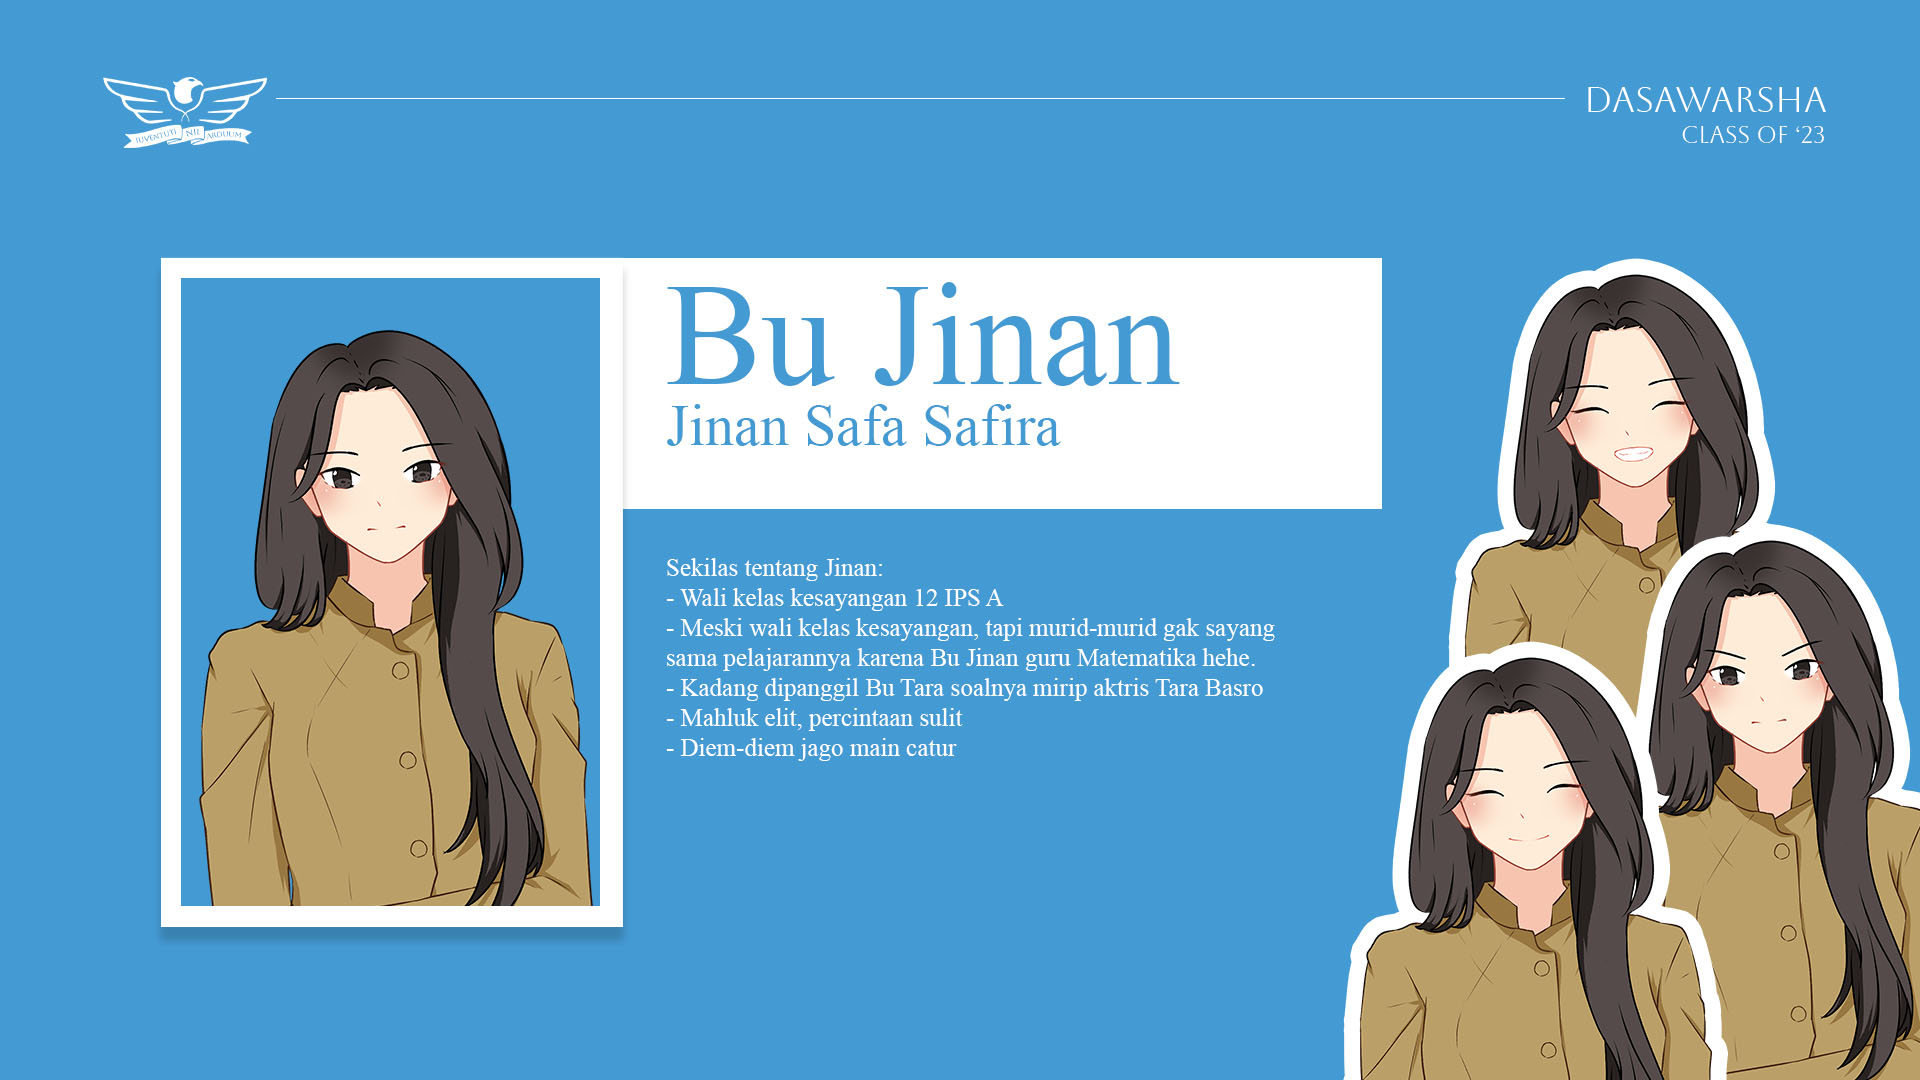 IUVENTUTI NIL ARDUUM
DASAWARSHA
CLASS OF ‘23
Bu Jinan
Jinan Safa Safira
Sekilas tentang Jinan:
- Wali kelas kesayangan 12 IPS A
- Meski wali kelas kesayangan, tapi murid-murid gak sayang
sama pelajarannya karena Bu Jinan guru Matematika hehe.
- Kadang dipanggil Bu Tara soalnya mirip aktris Tara Basro
- Mahluk elit, percintaan sulit
- Diem-diem jago main catur